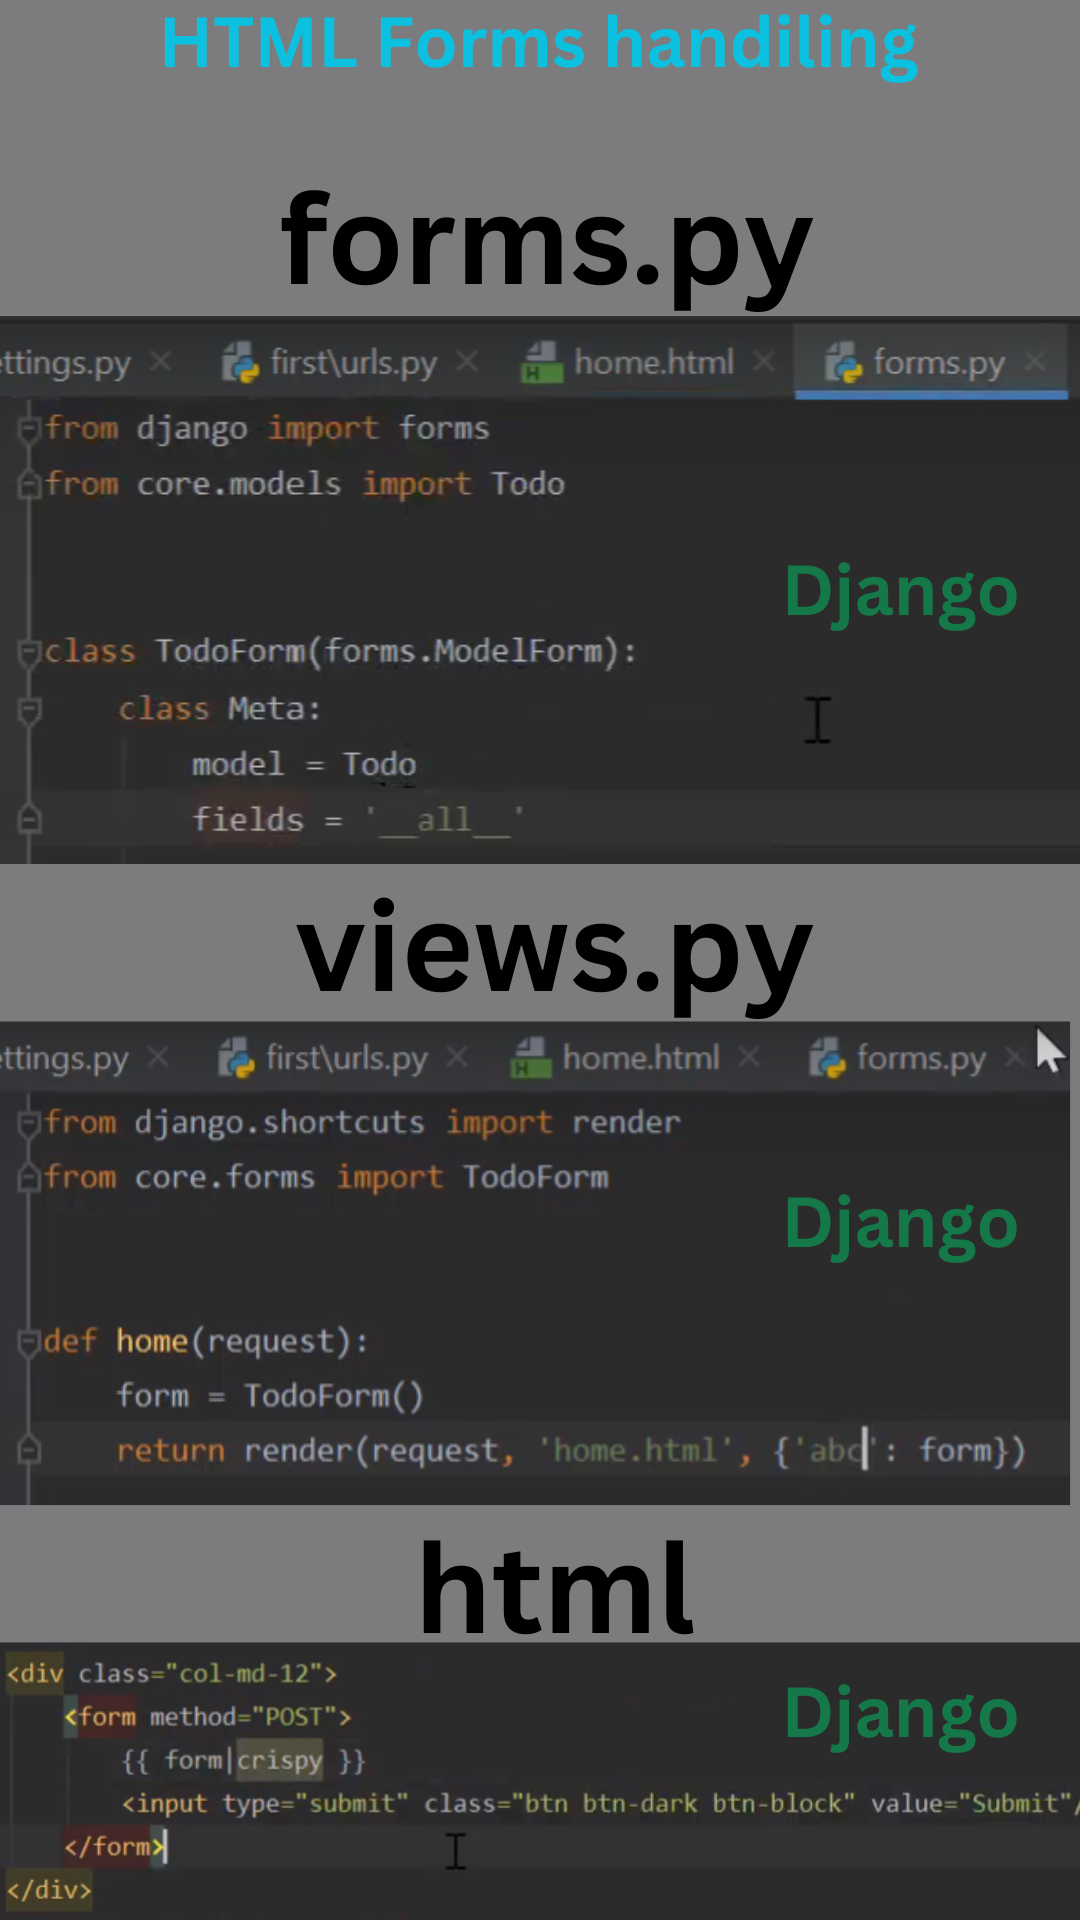 HTML Forms handiling
forms.py
ettings.py first\urls.py home.html forms.py
from django import forms
from core.models import Todo
Django
class TodoForm(forms.ModelForm):
class Meta:
model = Todo
fields = '__all__'
views.py
ettings.py first\urls.py home.html forms.py
from django.shortcuts import render
from core.forms import TodoForm
Django
def home(request):
form = TodoForm()
return render(request, 'home.html', {'abc': form})
html
<div class="col-md-12">
<form method="POST">
Django
{{ form|crispy }}
<input type="submit" class="btn btn-dark btn-block" value="Submit"/
</form>
</div>